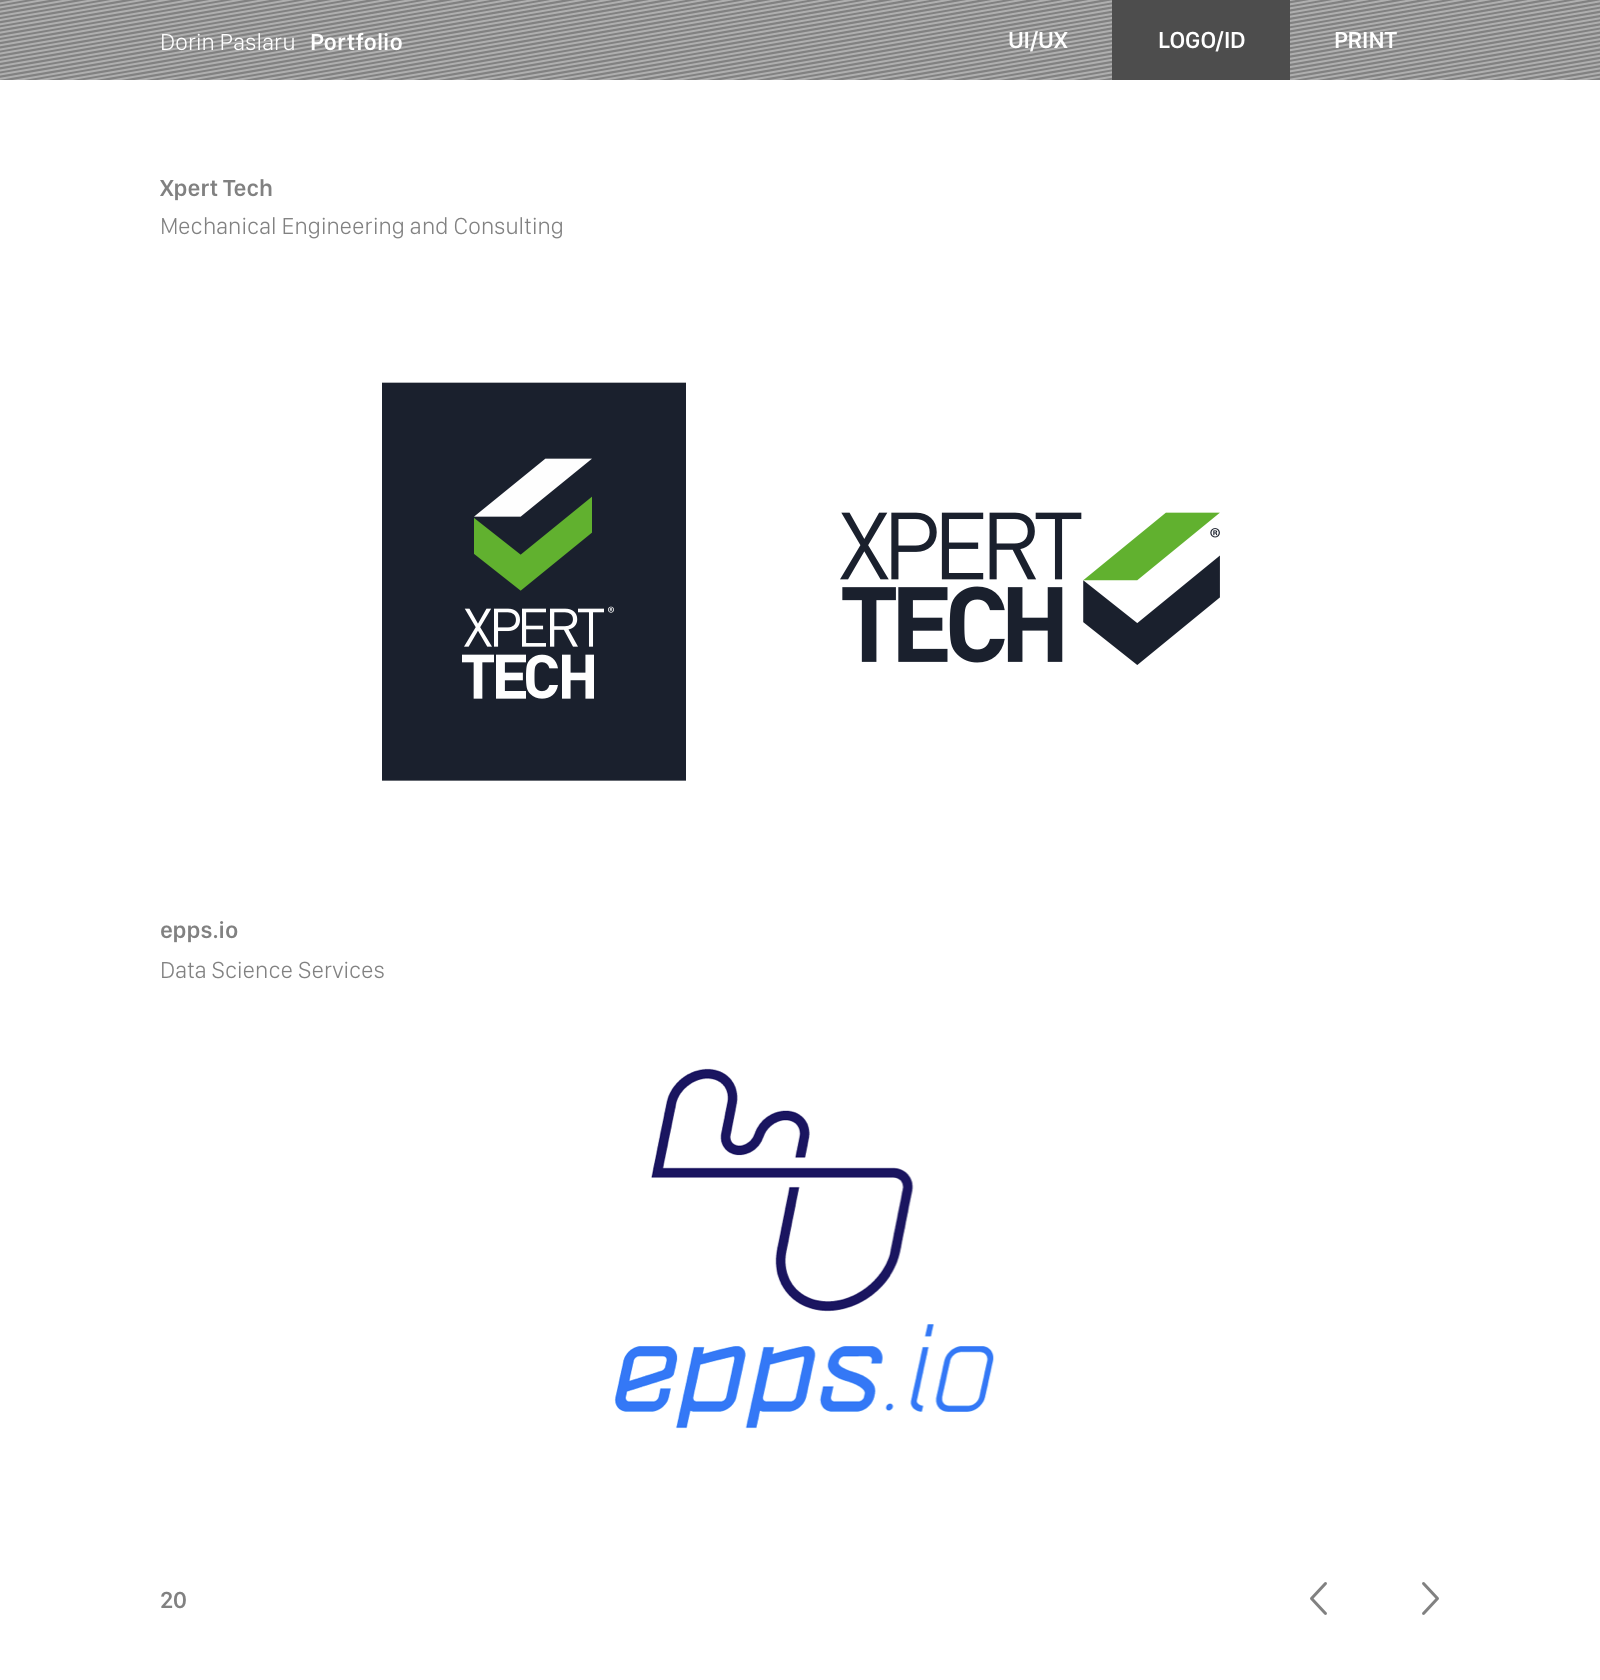 Dorin Paslaru Portfolio UI/UX LOGO/ID PRINT
Xpert Tech
Mechanical Engineering and Consulting
XPERT®
TECH
XPERT
TECH ®
epps.io
Data Science Services
epps.io
20